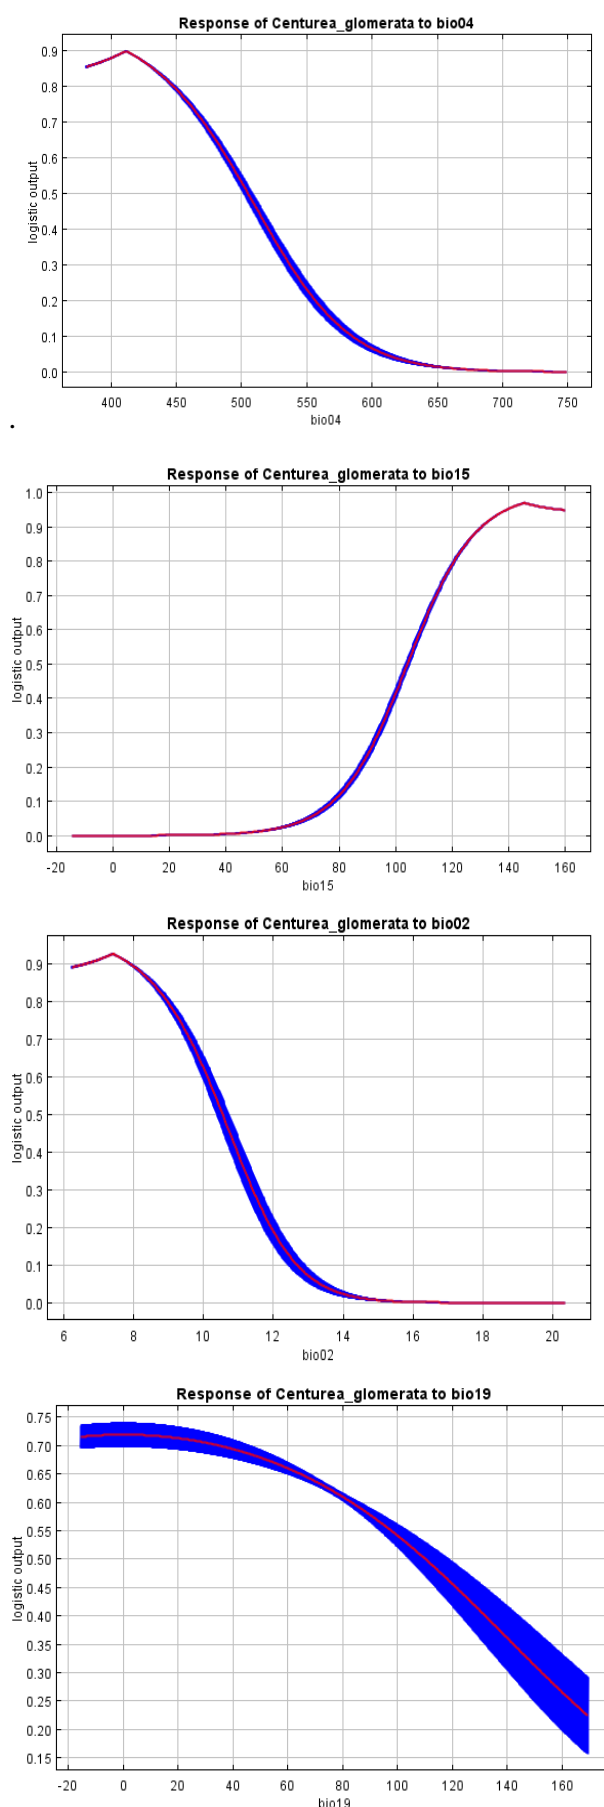 Response of Centurea_glomerata to bio04
0.9
0.8
0.7
0.6
0.5
0.4
0.3
0.2
0.1
0.0
logistic output
400 450 500 550 600 650 700 750
bio04
.
Response of Centurea_glomerata to bio15
1.0
0.9
0.8
0.7
0.6
0.5
0.4
0.3
0.2
0.1
0.0
logistic output
-20 0 20 40 60 80 100 120 140 160
bio15
Response of Centurea_glomerata to bio02
0.9
0.8
0.7
0.6
0.5
0.4
0.3
0.2
0.1
0.0
logistic output
6 8 10 12 14 16 18 20
bio02
Response of Centurea_glomerata to bio19
0.75
0.70
0.65
0.60
0.55
0.50
0.45
0.40
0.35
0.30
0.25
0.20
0.15
logistic output
-20 0 20 40 60 80 100 120 140 160
bio19